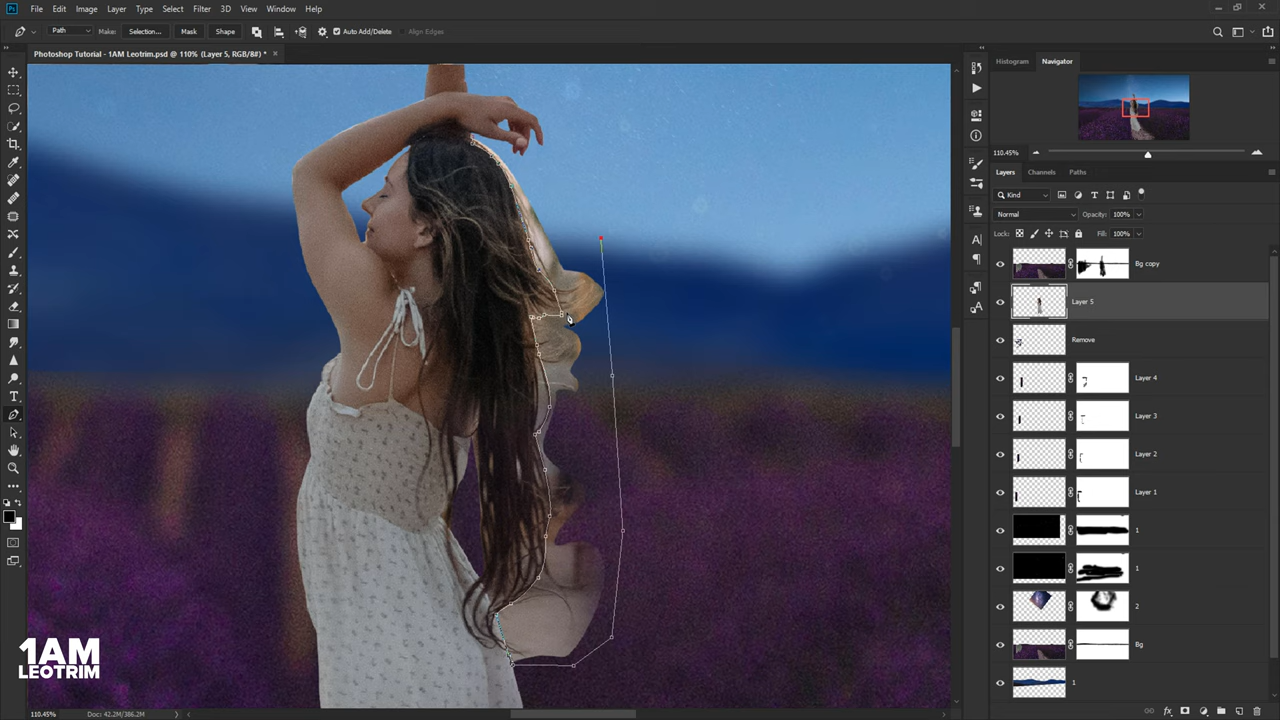 Ps File Edit Image Layer Type Select Filter 3D View Window Help
Path Make: Selection... Mask Shape Auto Add/Delete Align Edges
Photoshop Tutorial - 1AM Leotrim.psd @ 110% (Layer 5, RGB/8#) *
Histogram Navigator
110.45%
Layers Channels Paths
Kind
Normal Opacity: 100%
Lock: Fill: 100%
Bg copy
Layer 5
Remove
Layer 4
Layer 3
Layer 2
Layer 1
1
1
2
Bg
1
1AM
LEOTRIM
110.45% Doc: 42.2M/386.2M